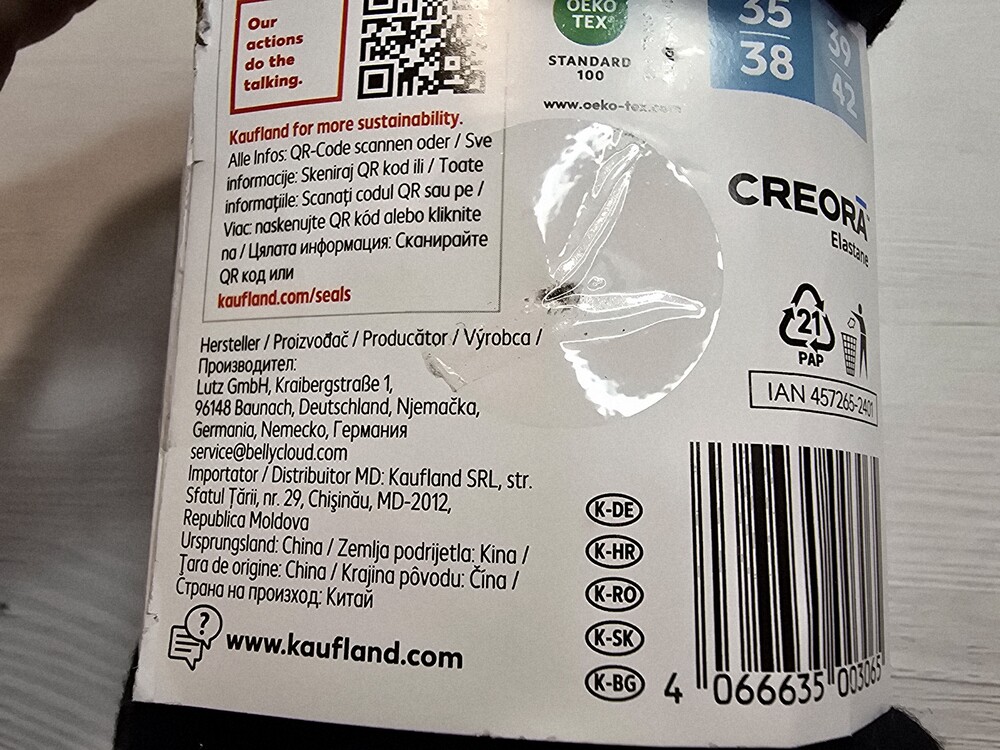 Our
actions
do the
talking.
Kaufland for more sustainability.
Alle Infos: QR-Code scannen oder / Sve
informacije: Skeniraj QR kod ili / Toate
informațiile: Scanați codul QR sau pe /
Viac: naskenujte QR kód alebo kliknite
na / Цялата информация: Сканирайте
QR код или
kaufland.com/seals
OEKO
TEX
STANDARD
100
www.oeko-tex.com
35
38
39
42
CREORA
Elastane
21
PAP
IAN 457265-2401
Hersteller / Proizvođač / Producător / Výrobca /
Производител:
Lutz GmbH, Kraibergstraße 1,
96148 Baunach, Deutschland, Njemačka,
Germania, Nemecko, Германия
service@bellycloud.com
Importator / Distribuitor MD: Kaufland SRL, str.
Sfatul Țării, nr. 29, Chişinău, MD-2012,
Republica Moldova
Ursprungsland: China / Zemlja podrijetla: Kina /
Țara de origine: China / Krajina pôvodu: Čína /
Страна на произход: Китай
?
www.kaufland.com
K-DE
K-HR
K-RO
K-SK
K-BG
4 066635 003065